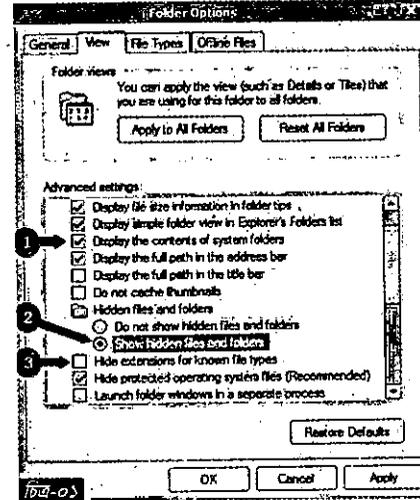 Folder Options
General View File Types Offline Files
Folder views
You can apply the view (such as Details or Tiles) that
you are using for this folder to all folders.
Apply to All Folders Reset All Folders
Advanced settings:
Display file size information in folder tips
Display simple folder view in Explorer's Folders list
1 Display the contents of system folders
Display the full path in the address bar
Display the full path in the title bar
Do not cache thumbnails
Hidden files and folders
2 Do not show hidden files and folders
Show hidden files and folders
3 Hide extensions for known file types
Hide protected operating system files (Recommended)
Launch folder windows in a separate process
Restore Defaults
OK Cancel Apply